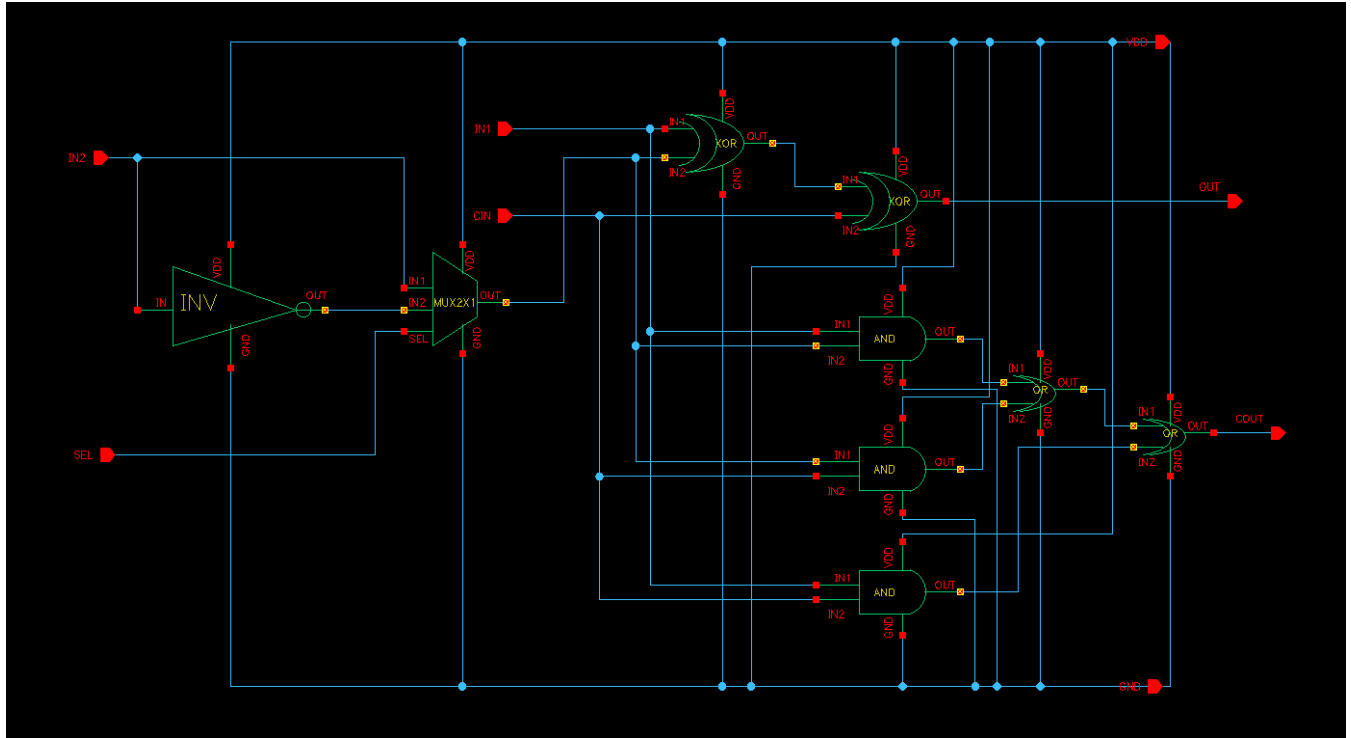 VDD
IN1
IN1
VDD
OUT
XOR
IN2
GND
IN2
VDD
IN1
OUT
OUT
XOR
CIN
IN2
GND
VDD
VDD
IN1
OUT
IN
INV
OUT
IN2
MUX2X1
SEL
GND
GND
VDD
IN1
OUT
AND
IN2
GND
VDD
IN1
OUT
OR
IN2
GND
VDD
IN1
OUT
COUT
OR
IN2
GND
SEL
VDD
IN1
OUT
AND
IN2
GND
VDD
IN1
OUT
AND
IN2
GND
GND